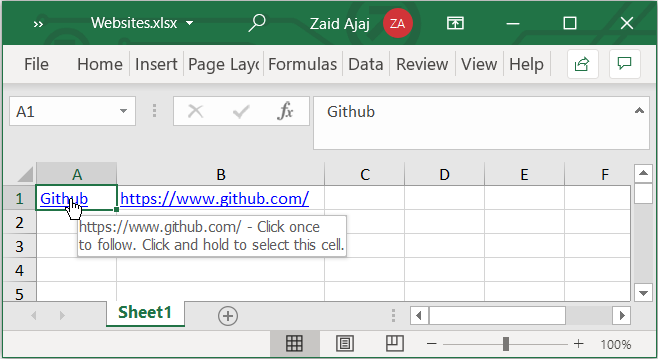 ›› Websites.xlsx Zaid Ajaj ZA
File Home Insert Page Layc Formulas Data Review View Help
A1 fx Github
A B C D E F
1 Github https://www.github.com/
2 https://www.github.com/ - Click once
3 to follow. Click and hold to select this cell.
4
5
Sheet1
100%